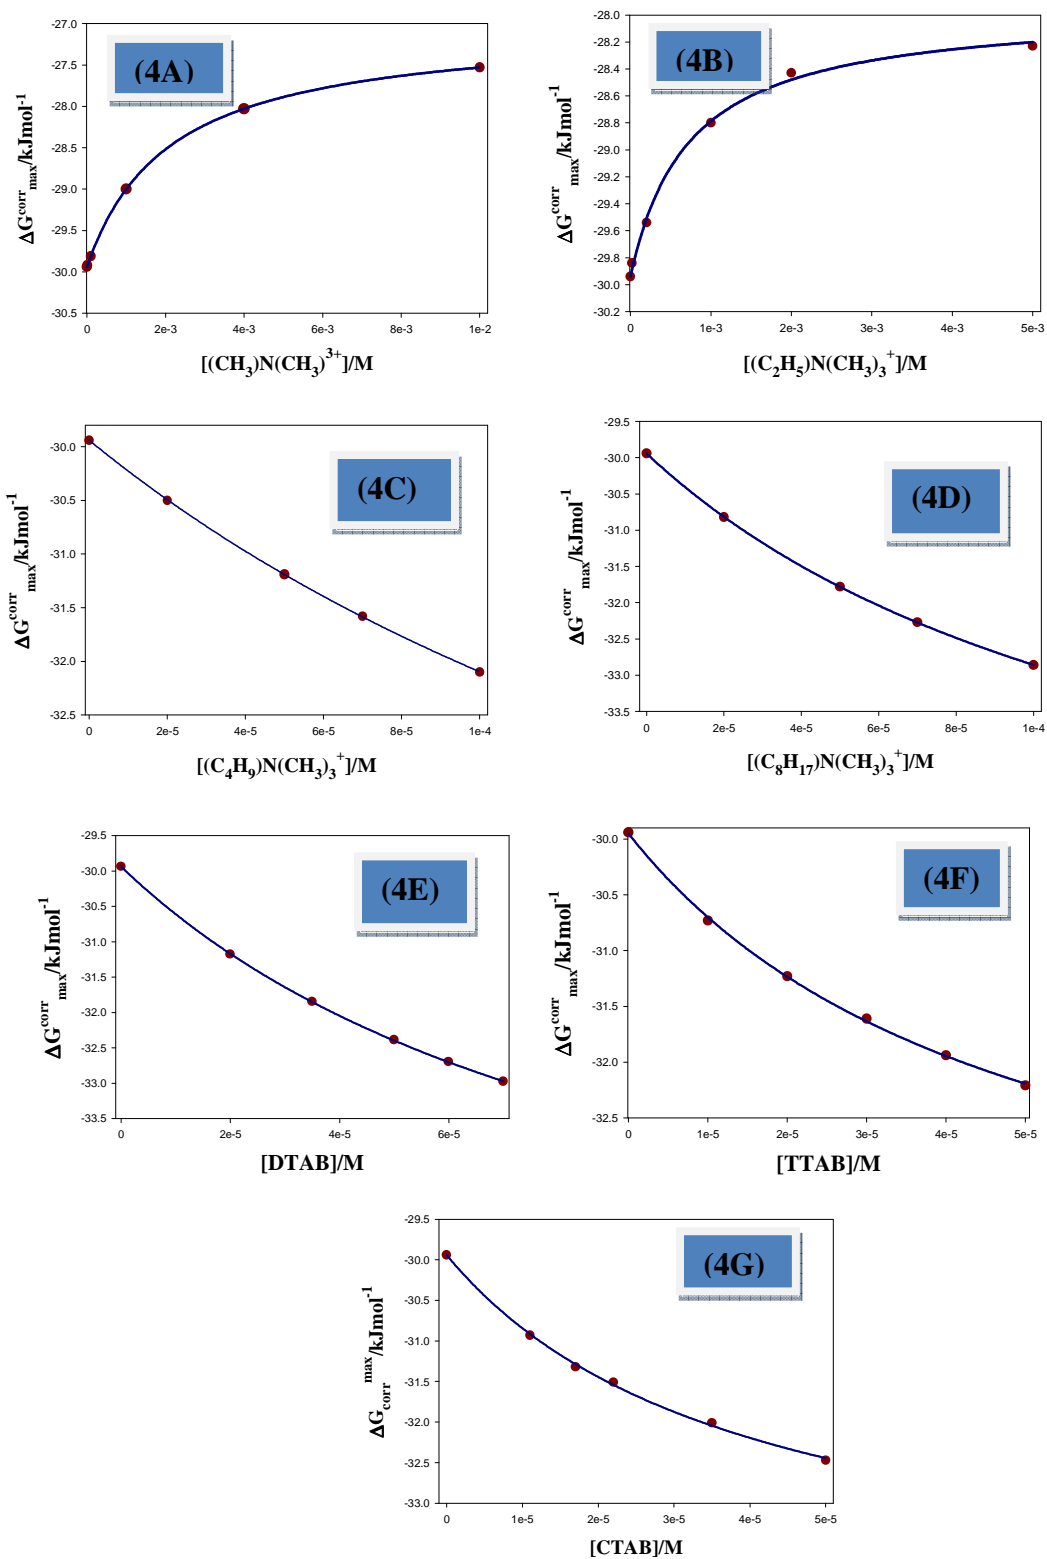 (4A)
ΔG^corr_max/kJmol^-1
-27.0
-27.5
-28.0
-28.5
-29.0
-29.5
-30.0
-30.5
0 2e-3 4e-3 6e-3 8e-3 1e-2
[(CH3)N(CH3)^3+]/M
(4B)
ΔG^corr_max/kJmol^-1
-28.0
-28.2
-28.4
-28.6
-28.8
-29.0
-29.2
-29.4
-29.6
-29.8
-30.0
-30.2
0 1e-3 2e-3 3e-3 4e-3 5e-3
[(C2H5)N(CH3)3^+]/M
(4C)
ΔG^corr_max/kJmol^-1
-30.0
-30.5
-31.0
-31.5
-32.0
-32.5
0 2e-5 4e-5 6e-5 8e-5 1e-4
[(C4H9)N(CH3)3^+]/M
(4D)
ΔG^corr_max/kJmol^-1
-29.5
-30.0
-30.5
-31.0
-31.5
-32.0
-32.5
-33.0
-33.5
0 2e-5 4e-5 6e-5 8e-5 1e-4
[(C8H17)N(CH3)3^+]/M
(4E)
ΔG^corr_max/kJmol^-1
-29.5
-30.0
-30.5
-31.0
-31.5
-32.0
-32.5
-33.0
-33.5
0 2e-5 4e-5 6e-5
[DTAB]/M
(4F)
ΔG^corr_max/kJmol^-1
-30.0
-30.5
-31.0
-31.5
-32.0
-32.5
0 1e-5 2e-5 3e-5 4e-5 5e-5
[TTAB]/M
(4G)
ΔG_corr^max/kJmol^-1
-29.5
-30.0
-30.5
-31.0
-31.5
-32.0
-32.5
-33.0
0 1e-5 2e-5 3e-5 4e-5 5e-5
[CTAB]/M